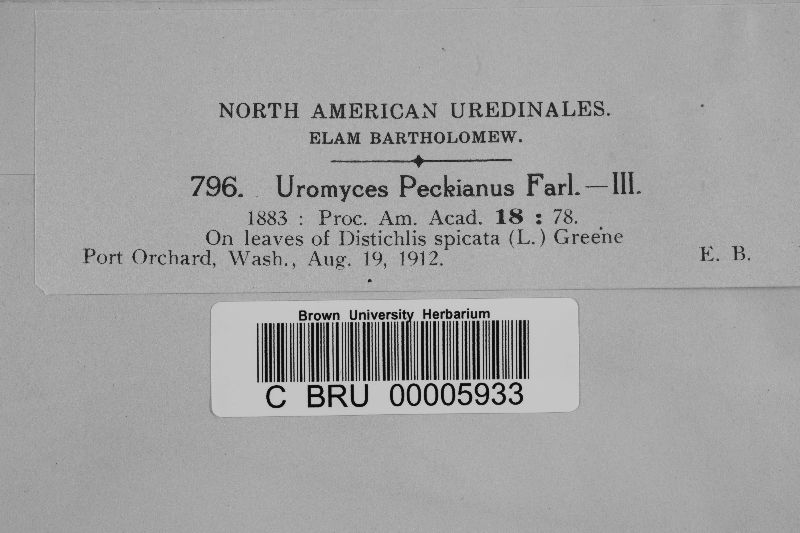 NORTH AMERICAN UREDINALES.
ELAM BARTHOLOMEW.
796. Uromyces Peckianus Farl.—III.
1883 : Proc. Am. Acad. 18 : 78.
On leaves of Distichlis spicata (L.) Greene
Port Orchard, Wash., Aug. 19, 1912. E. B.
Brown University Herbarium
C BRU 00005933